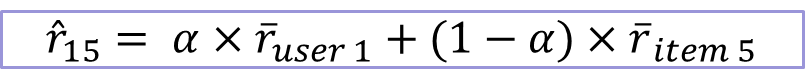 r̂₁₅ = α × r̄ᵤₛₑᵣ ₁ + (1 − α) × r̄ᵢₜₑₘ ₅